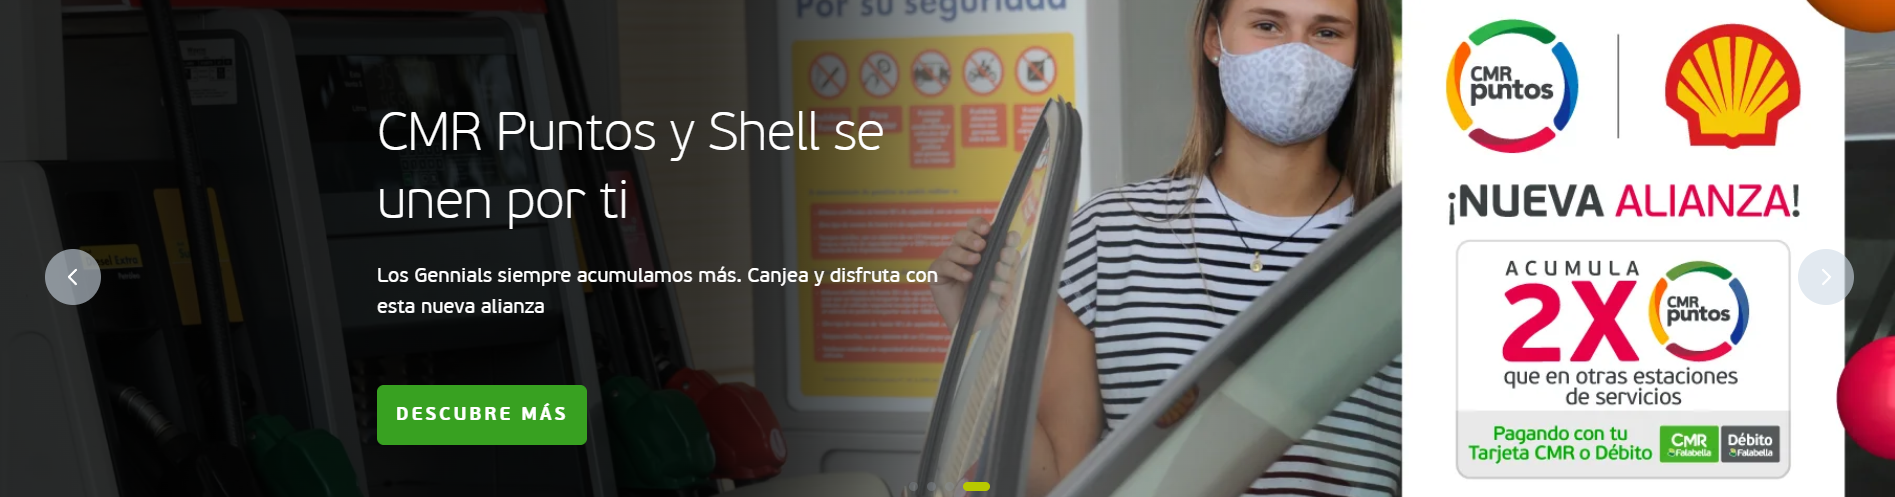 Por su seguridad
CMR Puntos y Shell se
unen por ti
Los Gennials siempre acumulamos más. Canjea y disfruta con
esta nueva alianza
DESCUBRE MÁS
CMR
puntos
¡NUEVA ALIANZA!
ACUMULA
2X
CMR
puntos
que en otras estaciones
de servicios
Pagando con tu
Tarjeta CMR o Débito
CMR
Falabella
Débito
Falabella